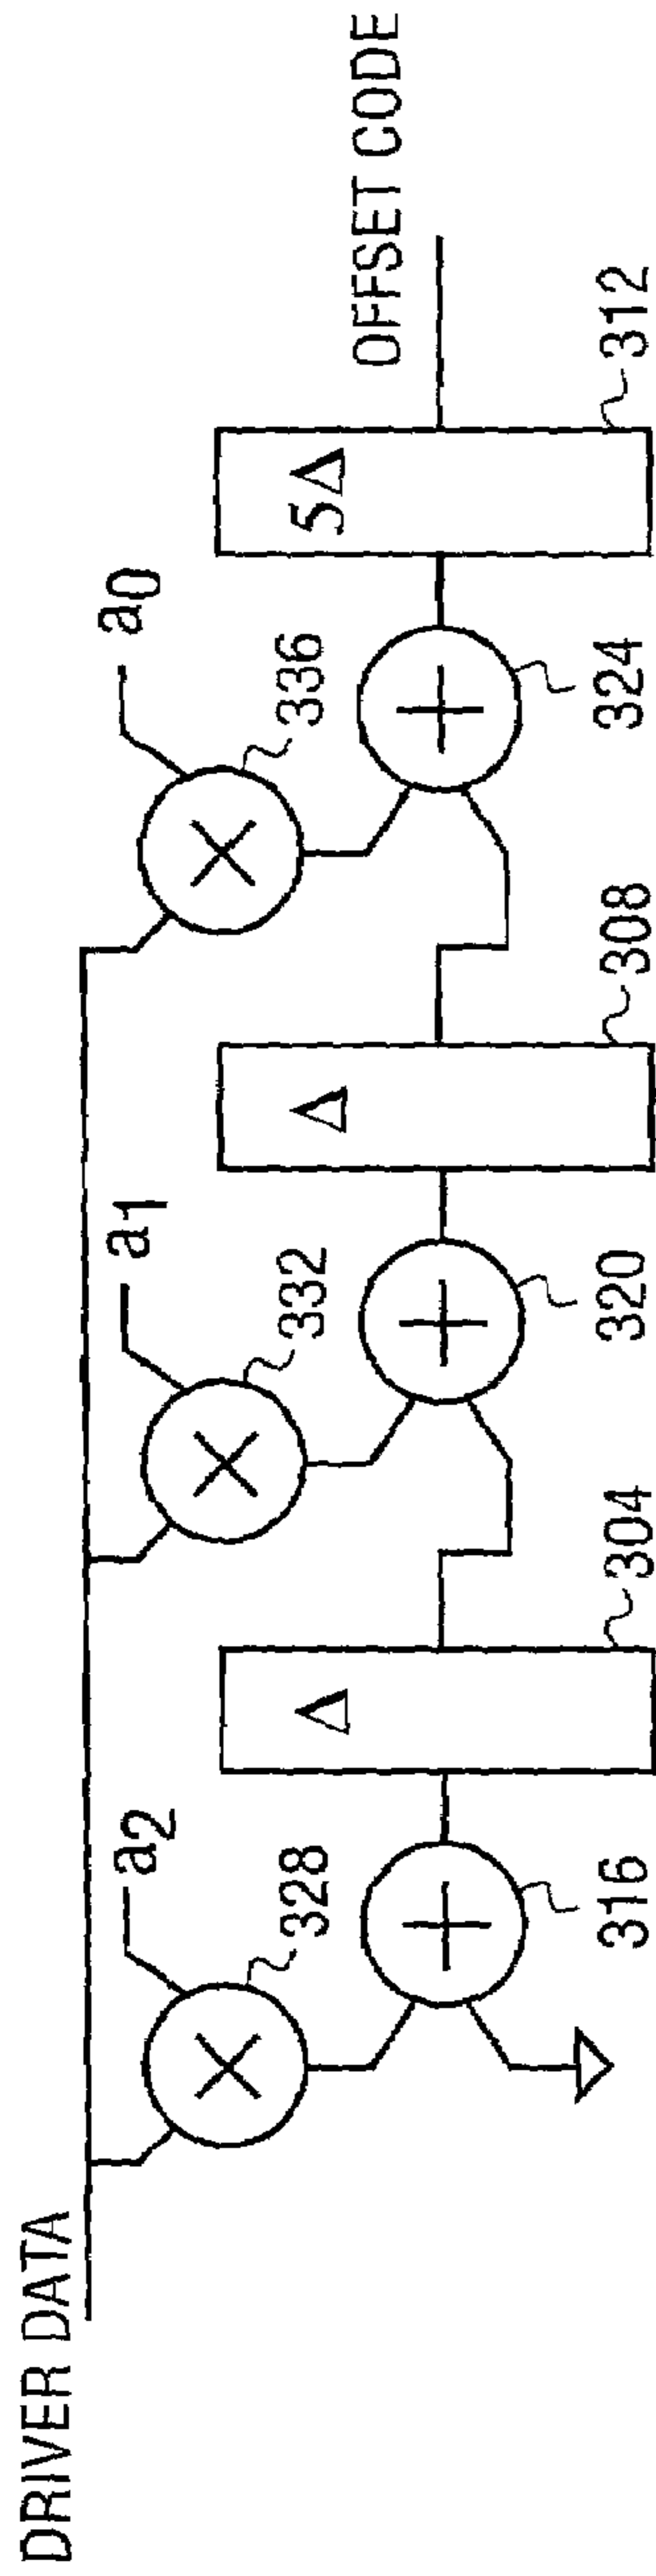 DRIVER DATA
a2
a1
a0
328
332
336
Δ
Δ
5Δ
OFFSET CODE
316
304
320
308
324
312